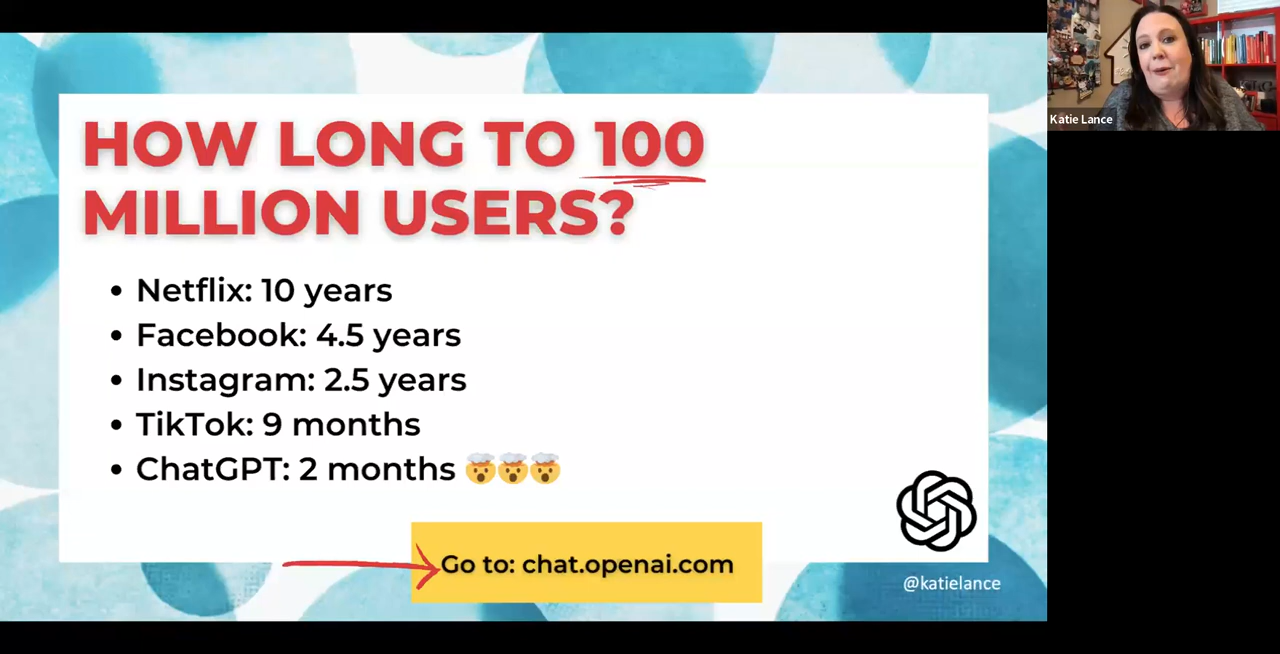 HOW LONG TO 100
MILLION USERS?
• Netflix: 10 years
• Facebook: 4.5 years
• Instagram: 2.5 years
• TikTok: 9 months
• ChatGPT: 2 months 🤯🤯🤯
Go to: chat.openai.com
@katielance
Katie Lance